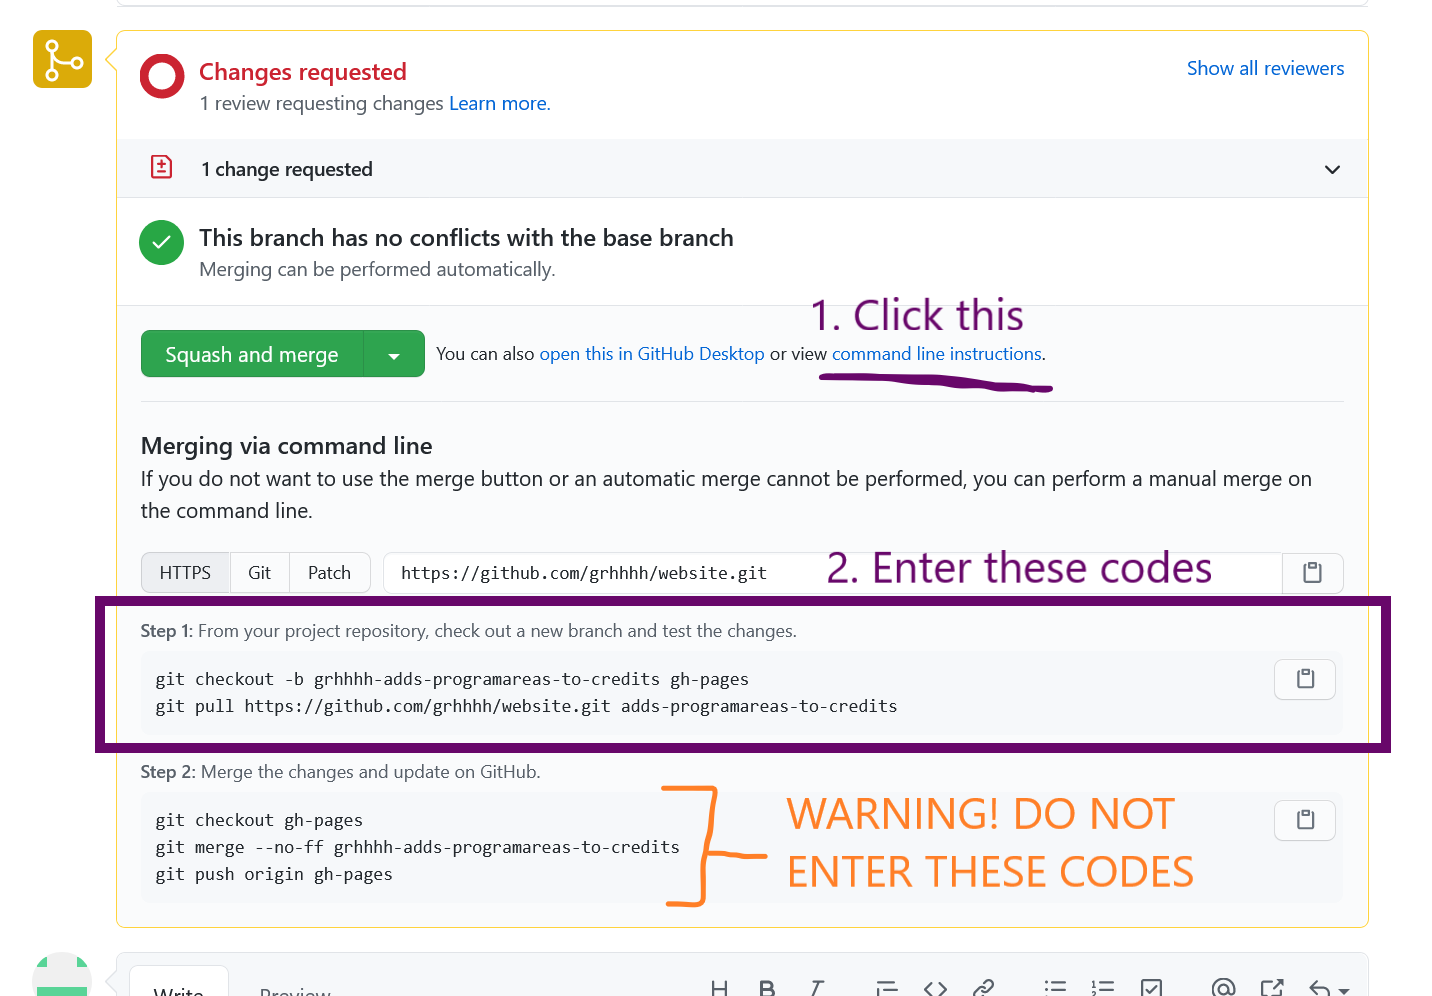 Changes requested
Show all reviewers
1 review requesting changes Learn more.
1 change requested
This branch has no conflicts with the base branch
Merging can be performed automatically.
1. Click this
Squash and merge
You can also open this in GitHub Desktop or view command line instructions.
Merging via command line
If you do not want to use the merge button or an automatic merge cannot be performed, you can perform a manual merge on
the command line.
HTTPS Git Patch https://github.com/grhhhh/website.git
2. Enter these codes
Step 1: From your project repository, check out a new branch and test the changes.
git checkout -b grhhhh-adds-programareas-to-credits gh-pages
git pull https://github.com/grhhhh/website.git adds-programareas-to-credits
Step 2: Merge the changes and update on GitHub.
git checkout gh-pages
git merge --no-ff grhhhh-adds-programareas-to-credits
git push origin gh-pages
WARNING! DO NOT
ENTER THESE CODES
Write Preview